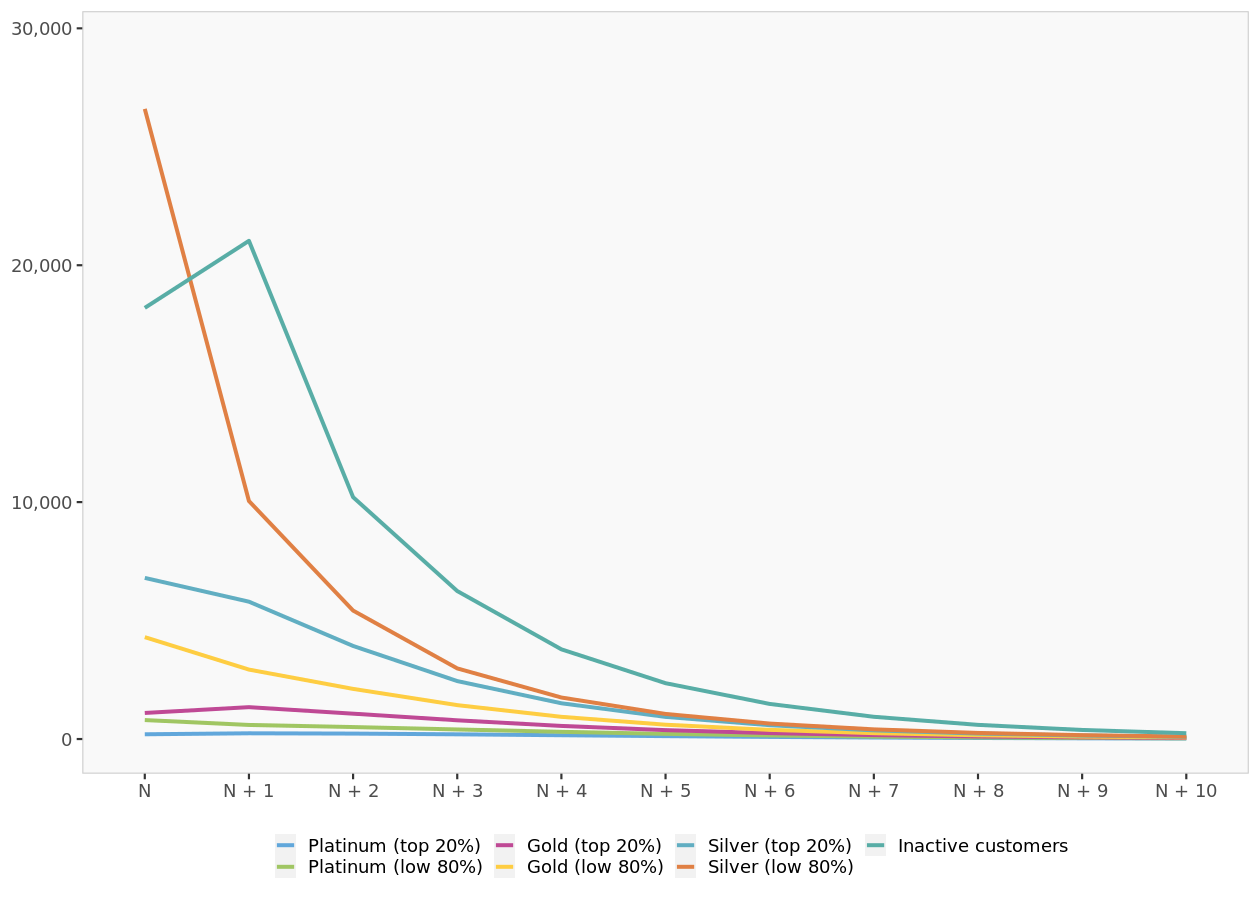 30,000
20,000
10,000
0
N N + 1 N + 2 N + 3 N + 4 N + 5 N + 6 N + 7 N + 8 N + 9 N + 10
Platinum (top 20%) Gold (top 20%) Silver (top 20%) Inactive customers
Platinum (low 80%) Gold (low 80%) Silver (low 80%)